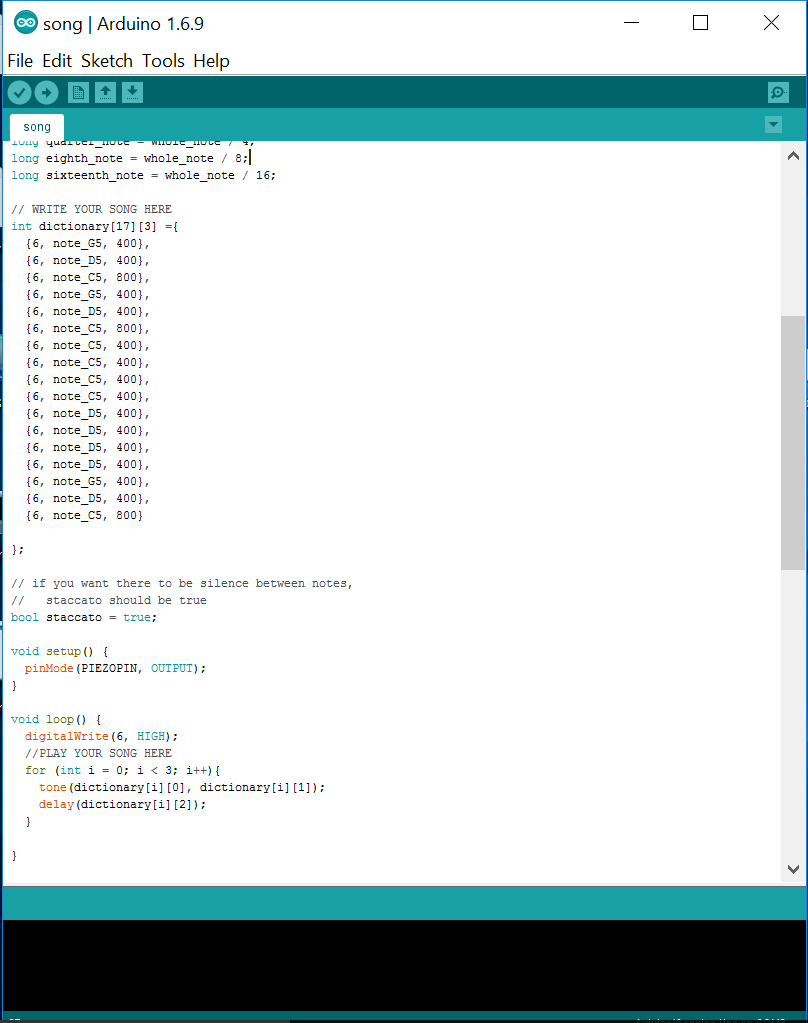 song | Arduino 1.6.9
File Edit Sketch Tools Help
song
long quarter_note = whole_note / 4;
long eighth_note = whole_note / 8;
long sixteenth_note = whole_note / 16;
// WRITE YOUR SONG HERE
int dictionary[17][3] ={
{6, note_G5, 400},
{6, note_D5, 400},
{6, note_C5, 800},
{6, note_G5, 400},
{6, note_D5, 400},
{6, note_C5, 800},
{6, note_C5, 400},
{6, note_C5, 400},
{6, note_C5, 400},
{6, note_C5, 400},
{6, note_D5, 400},
{6, note_D5, 400},
{6, note_D5, 400},
{6, note_D5, 400},
{6, note_G5, 400},
{6, note_D5, 400},
{6, note_C5, 800}
};
// if you want there to be silence between notes,
//   staccato should be true
bool staccato = true;
void setup() {
pinMode(PIEZOPIN, OUTPUT);
}
void loop() {
digitalWrite(6, HIGH);
//PLAY YOUR SONG HERE
for (int i = 0; i < 3; i++){
tone(dictionary[i][0], dictionary[i][1]);
delay(dictionary[i][2]);
}
}